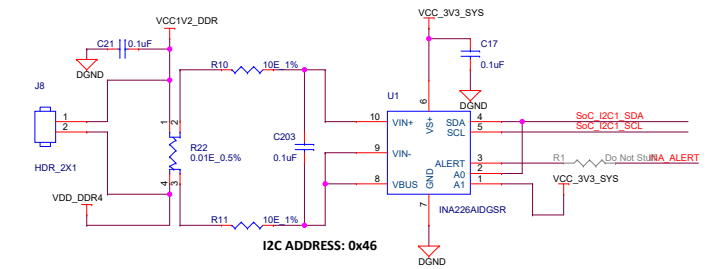 VCC1V2_DDR
VCC_3V3_SYS
C21
0.1uF
DGND
C17
0.1uF
DGND
J8
1
2
HDR_2X1
R10
10E_1%
U1
1
2
R22
0.01E_0.5%
4
3
C203
0.1uF
6
10
VIN+
VS+
SDA
4
SoC_I2C1_SDA
SCL
5
SoC_I2C1_SCL
9
VIN-
ALERT
3
R1
Do Not Stuff
INA_ALERT
A0
2
8
VBUS
GND
A1
1
VCC_3V3_SYS
7
VDD_DDR4
R11
10E_1%
INA226AIDGSR
I2C ADDRESS: 0x46
DGND